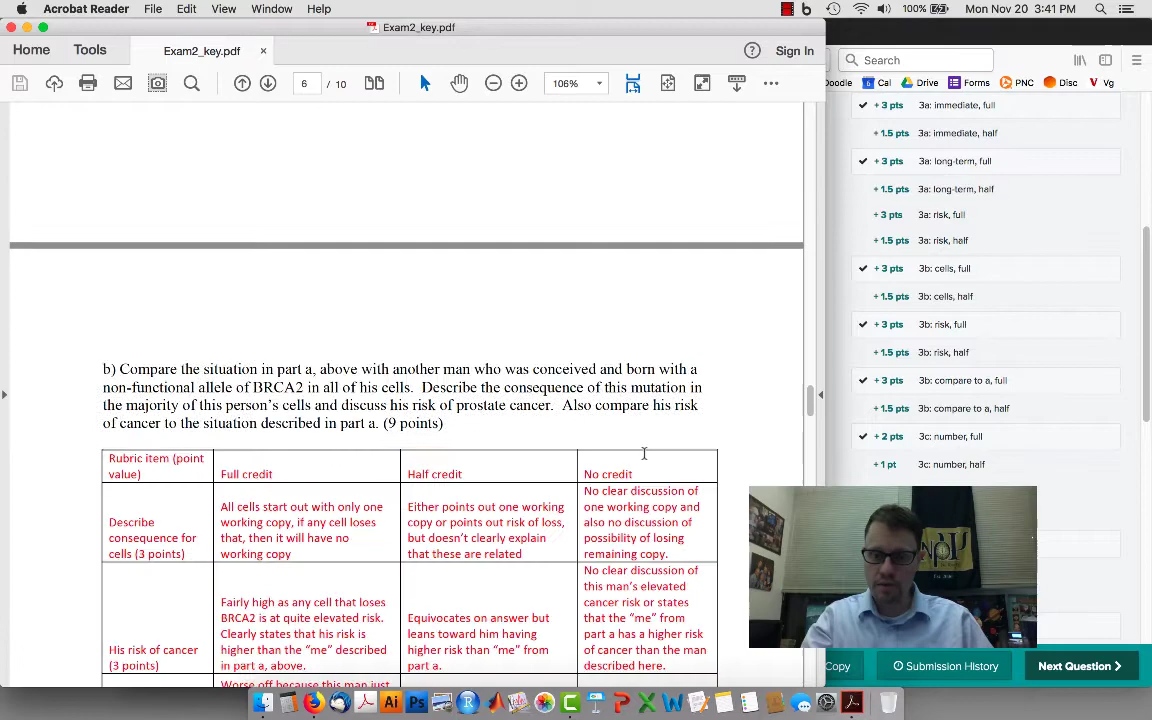 Acrobat Reader File Edit View Window Help 100% Mon Nov 20 3:41 PM
Exam2_key.pdf
Home Tools Exam2_key.pdf × Sign In
6 / 10 106%
b) Compare the situation in part a, above with another man who was conceived and born with a
non-functional allele of BRCA2 in all of his cells. Describe the consequence of this mutation in
the majority of this person's cells and discuss his risk of prostate cancer. Also compare his risk
of cancer to the situation described in part a. (9 points)
Rubric item (point
value)
Full credit
Half credit
No credit
Describe
consequence for
cells (3 points)
All cells start out with only one
working copy, if any cell loses
that, then it will have no
working copy
Either points out one working
copy or points out risk of loss,
but doesn't clearly explain
that these are related
No clear discussion of
one working copy and
also no discussion of
possibility of losing
remaining copy.
His risk of cancer
(3 points)
Fairly high as any cell that loses
BRCA2 is at quite elevated risk.
Clearly states that his risk is
higher than the "me" described
in part a, above.
Equivocates on answer but
leans toward him having
higher risk than "me" from
part a.
No clear discussion of
this man's elevated
cancer risk or states
that the "me" from
part a has a higher risk
of cancer than the man
described here.
Worse off because this man just
Search
Doodle Cal Drive Forms PNC Disc Vg
+ 3 pts 3a: immediate, full
+ 1.5 pts 3a: immediate, half
+ 3 pts 3a: long-term, full
+ 1.5 pts 3a: long-term, half
+ 3 pts 3a: risk, full
+ 1.5 pts 3a: risk, half
+ 3 pts 3b: cells, full
+ 1.5 pts 3b: cells, half
+ 3 pts 3b: risk, full
+ 1.5 pts 3b: risk, half
+ 3 pts 3b: compare to a, full
+ 1.5 pts 3b: compare to a, half
+ 2 pts 3c: number, full
+ 1 pt 3c: number, half
Copy Submission History Next Question